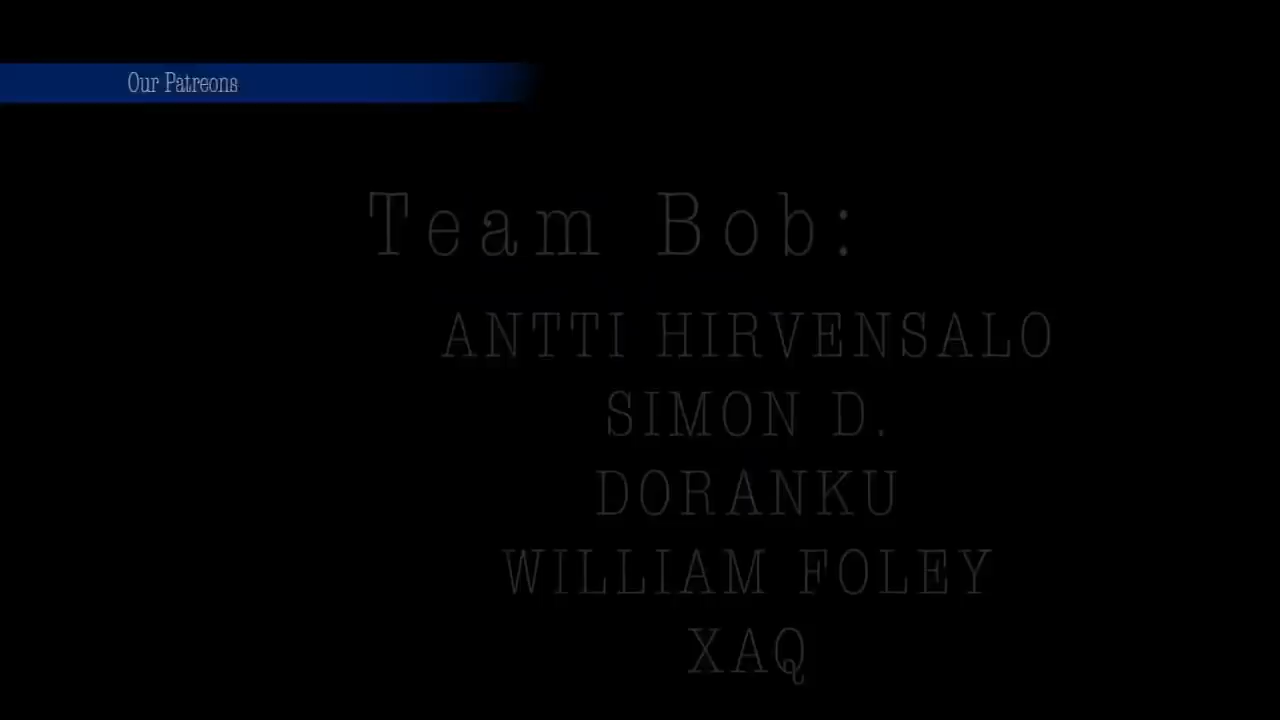 Our Patreons
Team Bob:
ANTTI HIRVENSALO
SIMON D.
DORANKU
WILLIAM FOLEY
XAQ